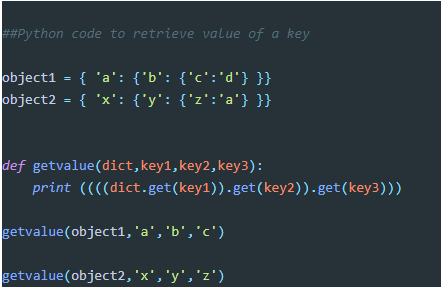 ##Python code to retrieve value of a key
object1 = { 'a': {'b': {'c':'d'} }}
object2 = { 'x': {'y': {'z':'a'} }}
def getvalue(dict,key1,key2,key3):
    print ((((dict.get(key1)).get(key2)).get(key3)))
getvalue(object1,'a','b','c')
getvalue(object2,'x','y','z')